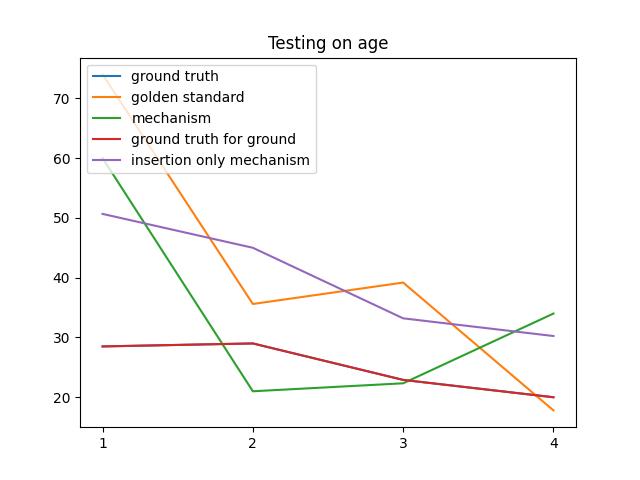 Testing on age
ground truth
golden standard
mechanism
ground truth for ground
insertion only mechanism
70
60
50
40
30
20
1 2 3 4